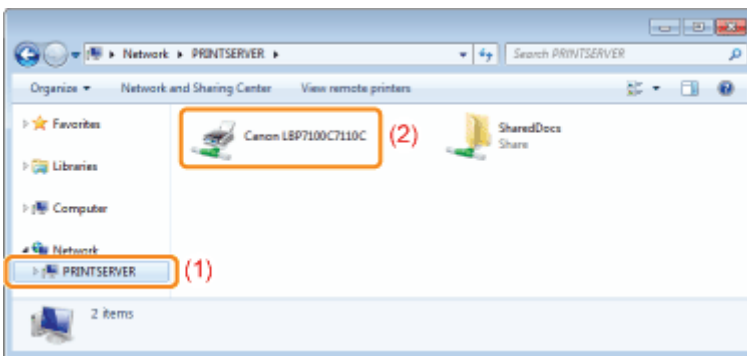 Network ▸ PRINTSERVER ▸
Search PRINTSERVER
Organize ▾ Network and Sharing Center View remote printers
Favorites
Libraries
Computer
Network
PRINTSERVER
(1)
Canon LBP7100C7110C
(2)
SharedDocs
Share
2 items